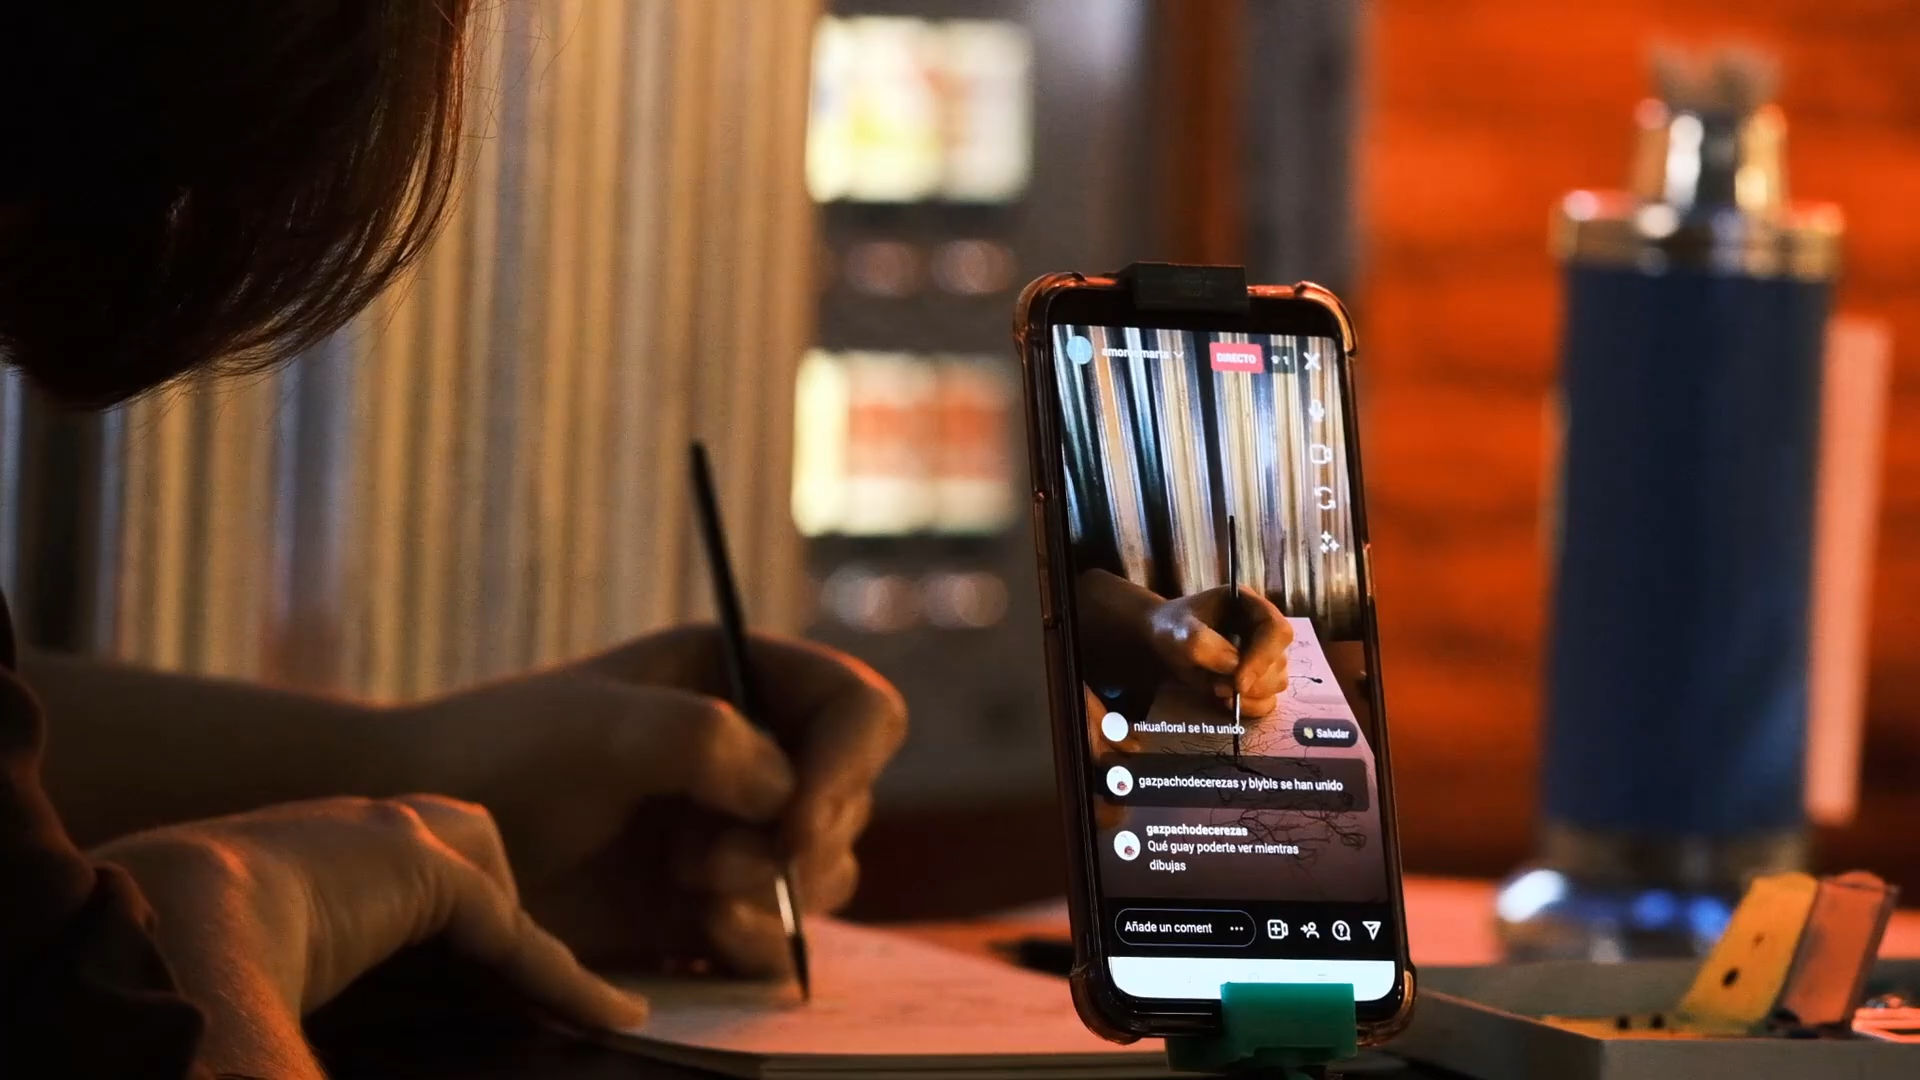 DIRECTO
1
nikuafloral se ha unido
Saludar
gazpachodecerezas y blybls se han unido
gazpachodecerezas
Qué guay poderte ver mientras
dibujas
Añade un coment